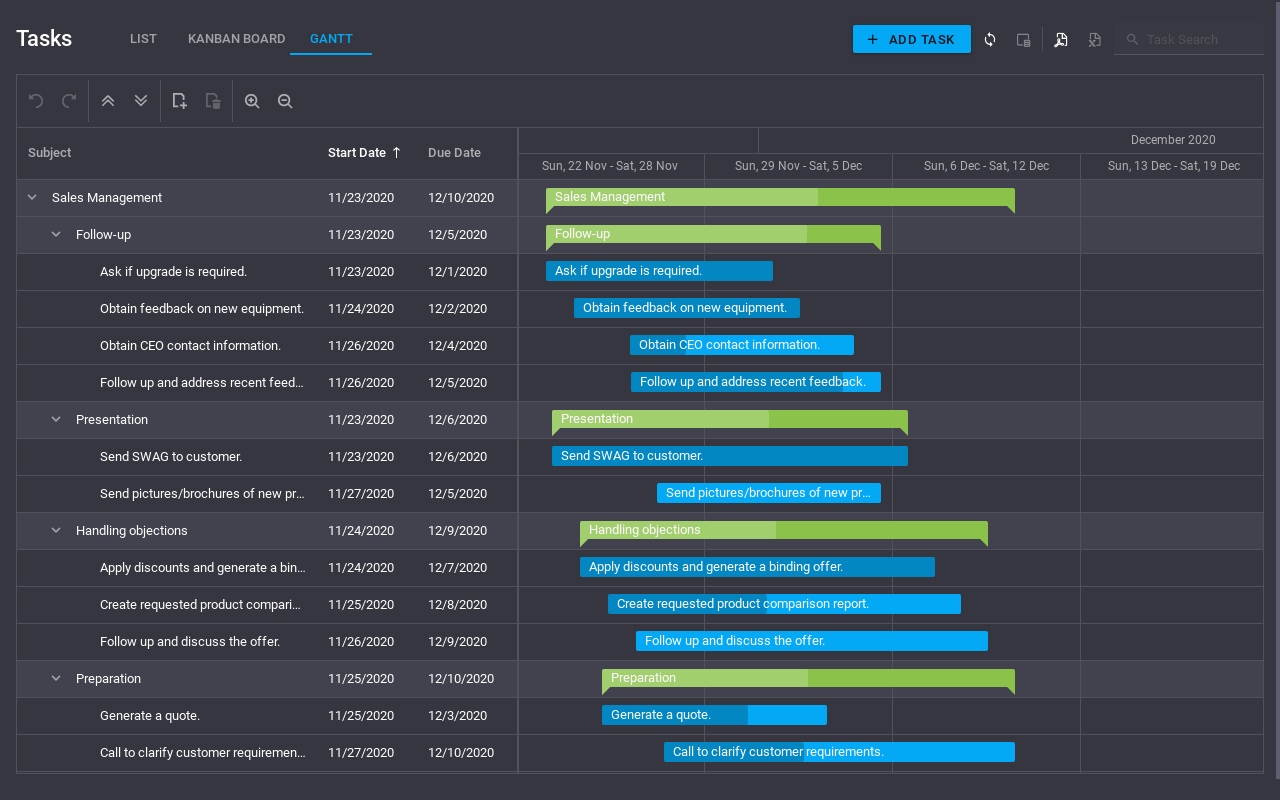 Tasks
LIST
KANBAN BOARD
GANTT
ADD TASK
Task Search
Subject
Start Date
Due Date
December 2020
Sun, 22 Nov - Sat, 28 Nov
Sun, 29 Nov - Sat, 5 Dec
Sun, 6 Dec - Sat, 12 Dec
Sun, 13 Dec - Sat, 19 Dec
Sales Management 11/23/2020 12/10/2020 Sales Management
Follow-up 11/23/2020 12/5/2020 Follow-up
Ask if upgrade is required. 11/23/2020 12/1/2020 Ask if upgrade is required.
Obtain feedback on new equipment. 11/24/2020 12/2/2020 Obtain feedback on new equipment.
Obtain CEO contact information. 11/26/2020 12/4/2020 Obtain CEO contact information.
Follow up and address recent feed... 11/26/2020 12/5/2020 Follow up and address recent feedback.
Presentation 11/23/2020 12/6/2020 Presentation
Send SWAG to customer. 11/23/2020 12/6/2020 Send SWAG to customer.
Send pictures/brochures of new pr... 11/27/2020 12/5/2020 Send pictures/brochures of new pr...
Handling objections 11/24/2020 12/9/2020 Handling objections
Apply discounts and generate a bin... 11/24/2020 12/7/2020 Apply discounts and generate a binding offer.
Create requested product compari... 11/25/2020 12/8/2020 Create requested product comparison report.
Follow up and discuss the offer. 11/26/2020 12/9/2020 Follow up and discuss the offer.
Preparation 11/25/2020 12/10/2020 Preparation
Generate a quote. 11/25/2020 12/3/2020 Generate a quote.
Call to clarify customer requiremen... 11/27/2020 12/10/2020 Call to clarify customer requirements.